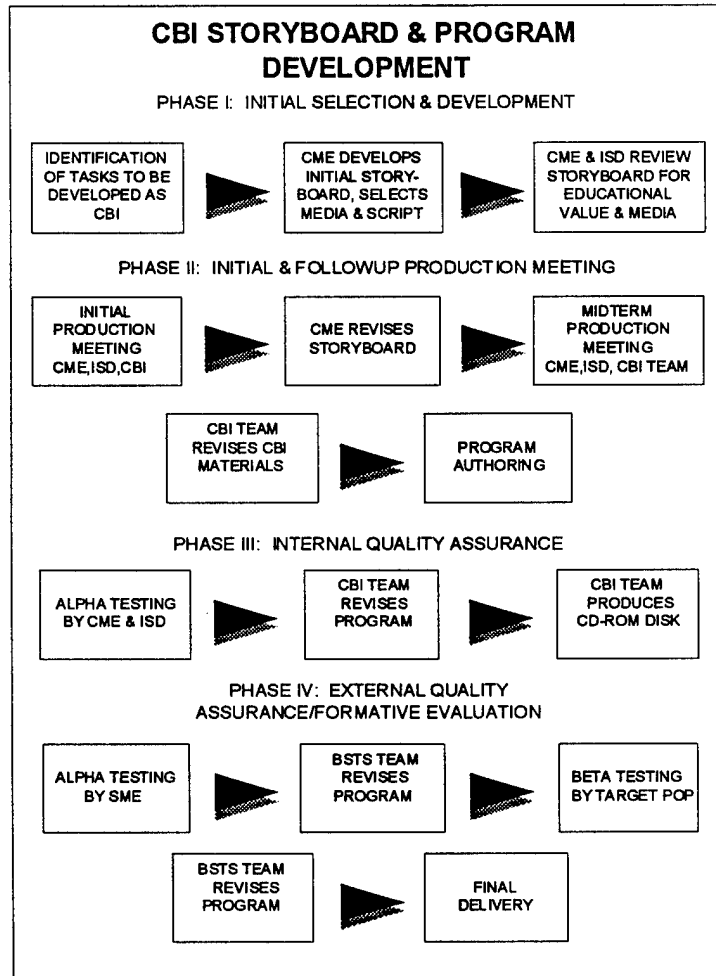 CBI STORYBOARD & PROGRAM
DEVELOPMENT
PHASE I: INITIAL SELECTION & DEVELOPMENT
IDENTIFICATION
OF TASKS TO BE
DEVELOPED AS
CBI
CME DEVELOPS
INITIAL STORY-
BOARD, SELECTS
MEDIA & SCRIPT
CME & ISD REVIEW
STORYBOARD FOR
EDUCATIONAL
VALUE & MEDIA
PHASE II: INITIAL & FOLLOWUP PRODUCTION MEETING
INITIAL
PRODUCTION
MEETING
CME,ISD,CBI
CME REVISES
STORYBOARD
MIDTERM
PRODUCTION
MEETING
CME,ISD, CBI TEAM
CBI TEAM
REVISES CBI
MATERIALS
PROGRAM
AUTHORING
PHASE III: INTERNAL QUALITY ASSURANCE
ALPHA TESTING
BY CME & ISD
CBI TEAM
REVISES
PROGRAM
CBI TEAM
PRODUCES
CD-ROM DISK
PHASE IV: EXTERNAL QUALITY
ASSURANCE/FORMATIVE EVALUATION
ALPHA TESTING
BY SME
BSTS TEAM
REVISES
PROGRAM
BETA TESTING
BY TARGET POP
BSTS TEAM
REVISES
PROGRAM
FINAL
DELIVERY